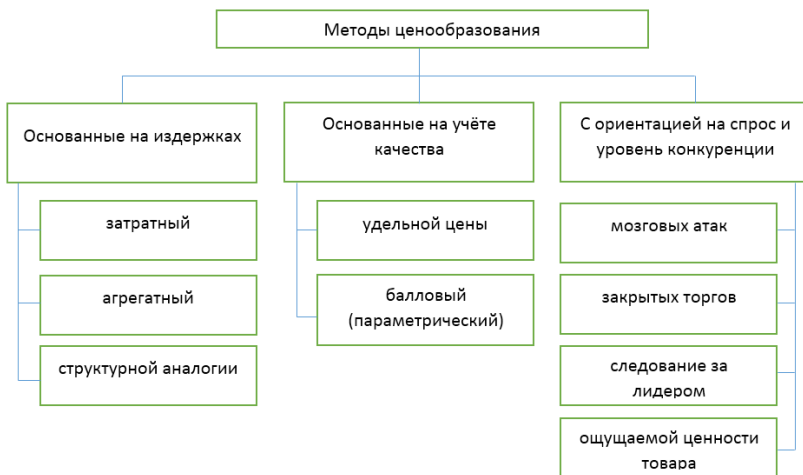 Методы ценообразования
Основанные на издержках
затратный
агрегатный
структурной аналогии
Основанные на учёте
качества
удельной цены
балловый
(параметрический)
С ориентацией на спрос и
уровень конкуренции
мозговых атак
закрытых торгов
следование за
лидером
ощущаемой ценности
товара